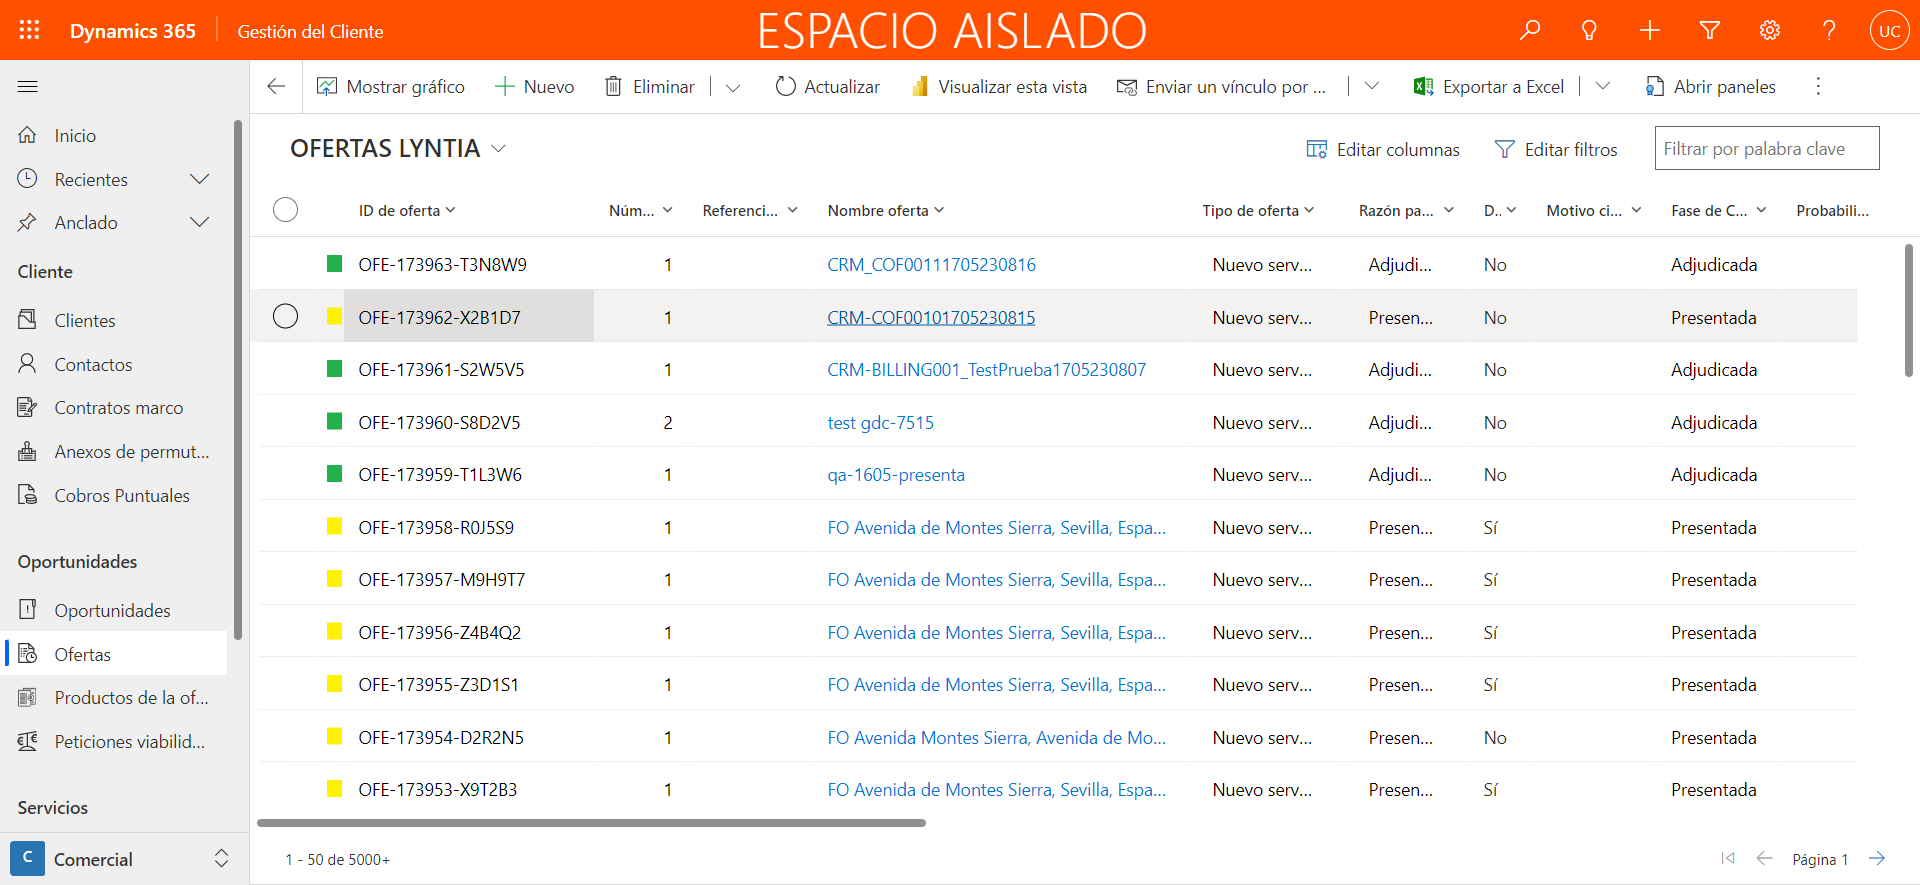 Dynamics 365 Gestión del Cliente ESPACIO AISLADO UC
Mostrar gráfico Nuevo Eliminar Actualizar Visualizar esta vista Enviar un vínculo por ... Exportar a Excel Abrir paneles
Inicio
Recientes
Anclado
Cliente
Clientes
Contactos
Contratos marco
Anexos de permut...
Cobros Puntuales
Oportunidades
Oportunidades
Ofertas
Productos de la of...
Peticiones viabilid...
Servicios
C Comercial
OFERTAS LYNTIA Editar columnas Editar filtros Filtrar por palabra clave
ID de oferta Núm... Referenci... Nombre oferta Tipo de oferta Razón pa... D.. Motivo ci... Fase de C... Probabili...
OFE-173963-T3N8W9 1 CRM_COF00111705230816 Nuevo serv... Adjudi... No Adjudicada
OFE-173962-X2B1D7 1 CRM-COF00101705230815 Nuevo serv... Presen... No Presentada
OFE-173961-S2W5V5 1 CRM-BILLING001_TestPrueba1705230807 Nuevo serv... Adjudi... No Adjudicada
OFE-173960-S8D2V5 2 test gdc-7515 Nuevo serv... Adjudi... No Adjudicada
OFE-173959-T1L3W6 1 qa-1605-presenta Nuevo serv... Adjudi... No Adjudicada
OFE-173958-R0J5S9 1 FO Avenida de Montes Sierra, Sevilla, Espa... Nuevo serv... Presen... Sí Presentada
OFE-173957-M9H9T7 1 FO Avenida de Montes Sierra, Sevilla, Espa... Nuevo serv... Presen... Sí Presentada
OFE-173956-Z4B4Q2 1 FO Avenida de Montes Sierra, Sevilla, Espa... Nuevo serv... Presen... Sí Presentada
OFE-173955-Z3D1S1 1 FO Avenida de Montes Sierra, Sevilla, Espa... Nuevo serv... Presen... Sí Presentada
OFE-173954-D2R2N5 1 FO Avenida Montes Sierra, Avenida de Mo... Nuevo serv... Presen... No Presentada
OFE-173953-X9T2B3 1 FO Avenida de Montes Sierra, Sevilla, Espa... Nuevo serv... Presen... Sí Presentada
1 - 50 de 5000+ Página 1